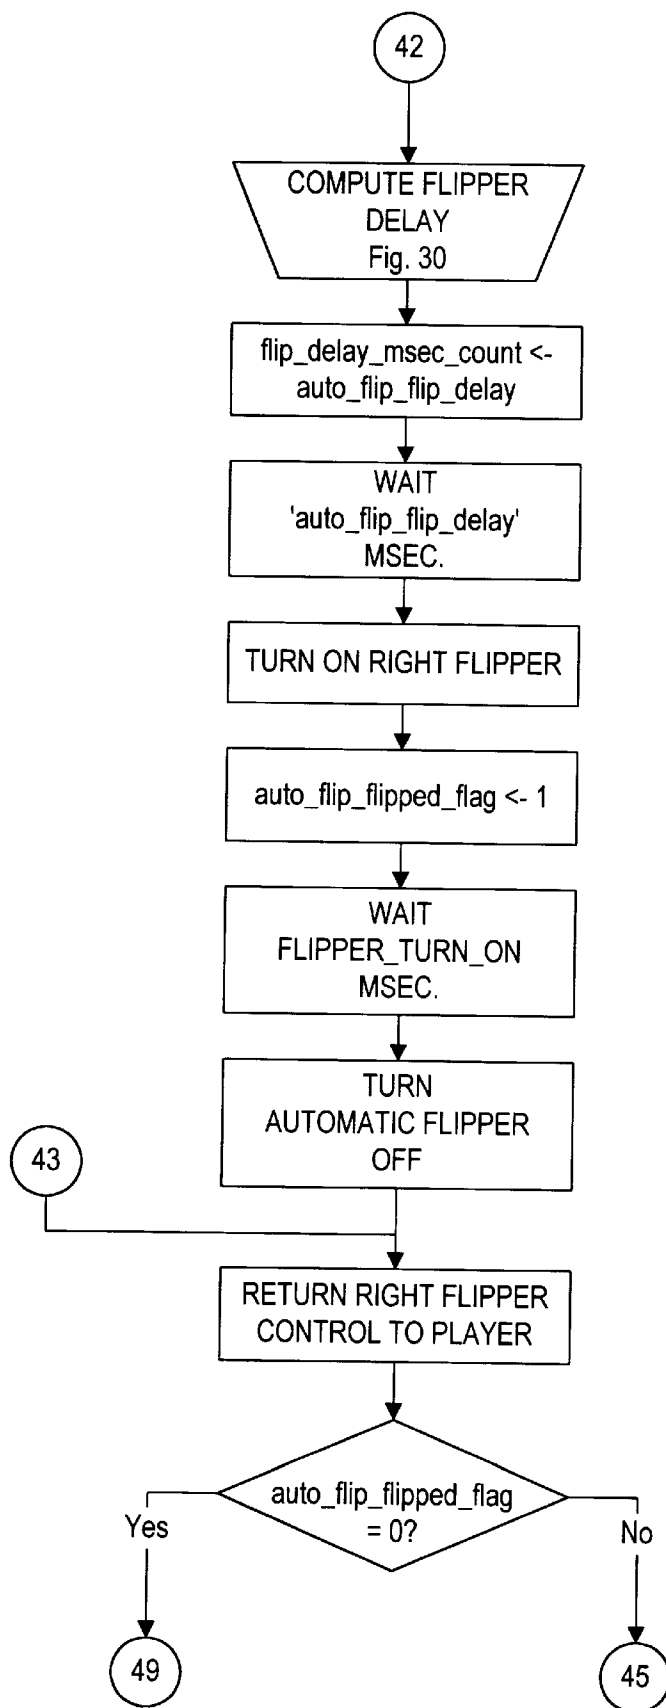 42
COMPUTE FLIPPER
DELAY
Fig. 30
flip_delay_msec_count <-
auto_flip_flip_delay
WAIT
'auto_flip_flip_delay'
MSEC.
TURN ON RIGHT FLIPPER
auto_flip_flipped_flag <- 1
WAIT
FLIPPER_TURN_ON
MSEC.
TURN
AUTOMATIC FLIPPER
OFF
43
RETURN RIGHT FLIPPER
CONTROL TO PLAYER
auto_flip_flipped_flag
= 0?
Yes
No
49
45